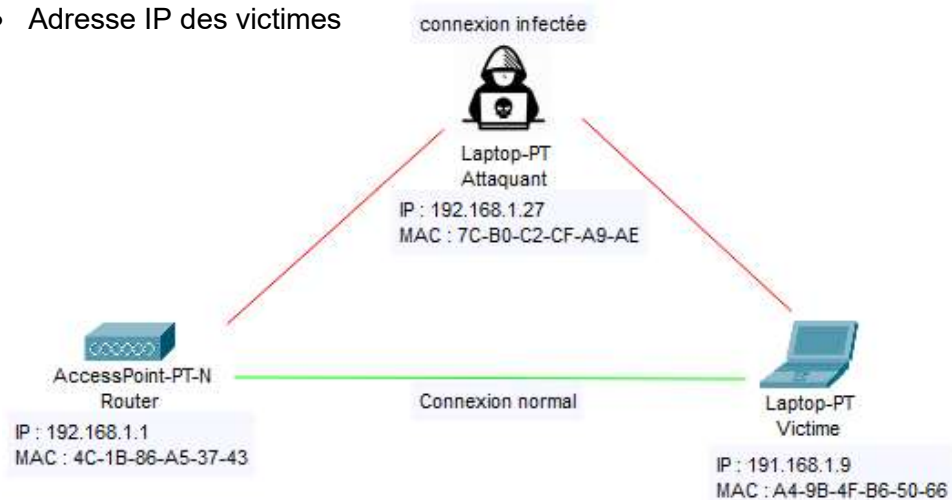 • Adresse IP des victimes
connexion infectée
Laptop-PT
Attaquant
IP : 192.168.1.27
MAC : 7C-B0-C2-CF-A9-AE
AccessPoint-PT-N
Router
IP : 192.168.1.1
MAC : 4C-1B-86-A5-37-43
Connexion normal
Laptop-PT
Victime
IP : 191.168.1.9
MAC : A4-9B-4F-B6-50-66